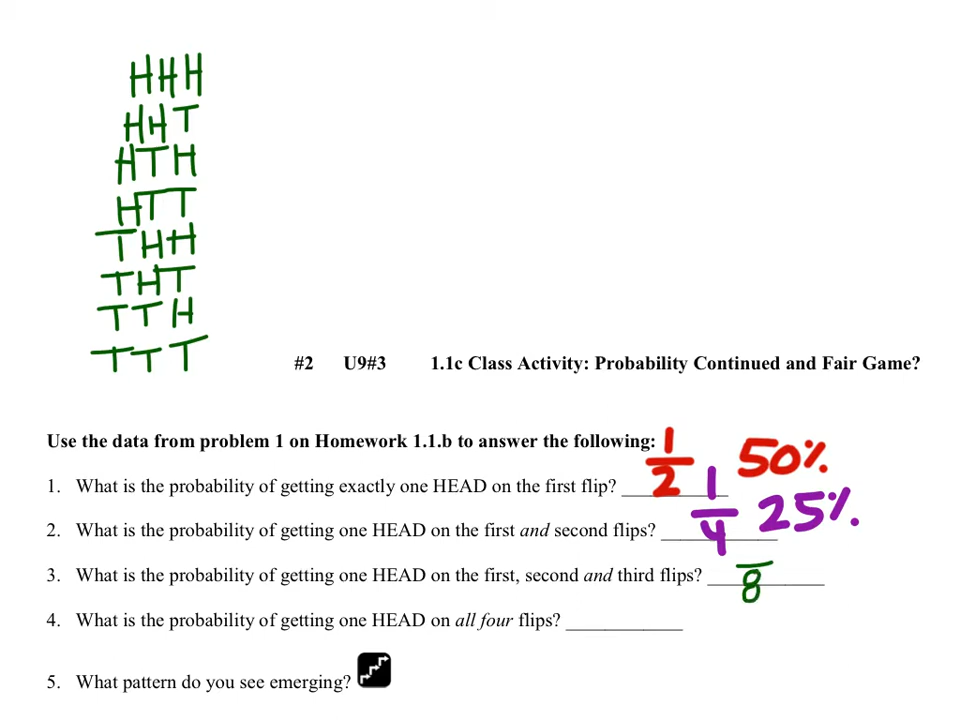 HHH
HHT
HTH
HTT
THH
THT
TTH
TTT
#2 U9#3 1.1c Class Activity: Probability Continued and Fair Game?
Use the data from problem 1 on Homework 1.1.b to answer the following:
1. What is the probability of getting exactly one HEAD on the first flip? ____________ 1/2 50%
2. What is the probability of getting one HEAD on the first and second flips? ____________ 1/4 25%
3. What is the probability of getting one HEAD on the first, second and third flips? ____________ /8
4. What is the probability of getting one HEAD on all four flips? ____________
5. What pattern do you see emerging?